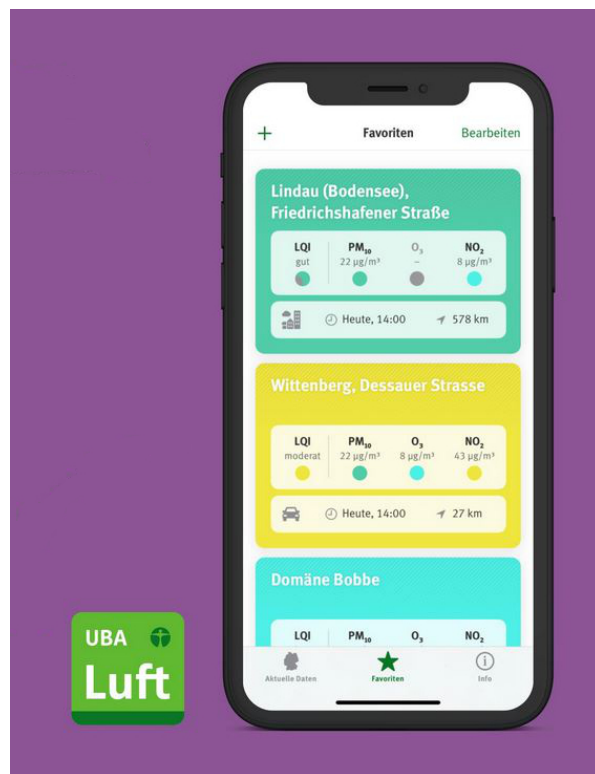 Favoriten
Bearbeiten
Lindau (Bodensee),
Friedrichshafener Straße
LQI PM₁₀ O₃ NO₂
gut 22 µg/m³ – 8 µg/m³
Heute, 14:00 578 km
Wittenberg, Dessauer Strasse
LQI PM₁₀ O₃ NO₂
moderat 22 µg/m³ 8 µg/m³ 43 µg/m³
Heute, 14:00 27 km
Domäne Bobbe
LQI PM₁₀ O₃ NO₂
Aktuelle Daten Favoriten Info
UBA
Luft